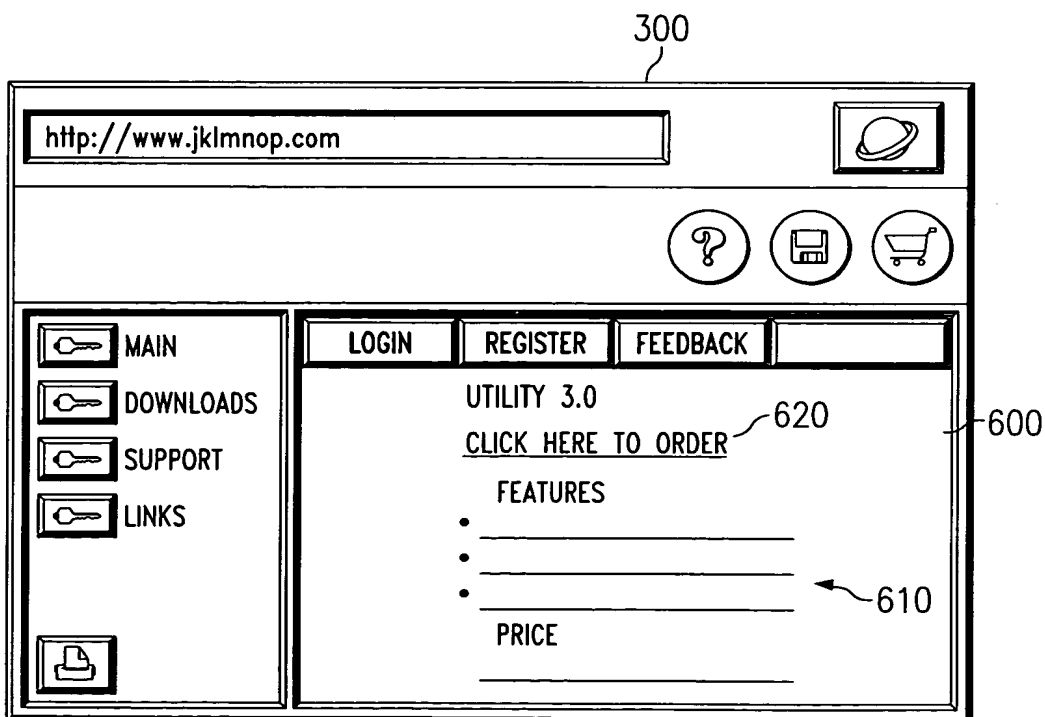 300
http://www.jklmnop.com
?
MAIN
DOWNLOADS
SUPPORT
LINKS
LOGIN REGISTER FEEDBACK
UTILITY 3.0
CLICK HERE TO ORDER
620
600
FEATURES
610
PRICE